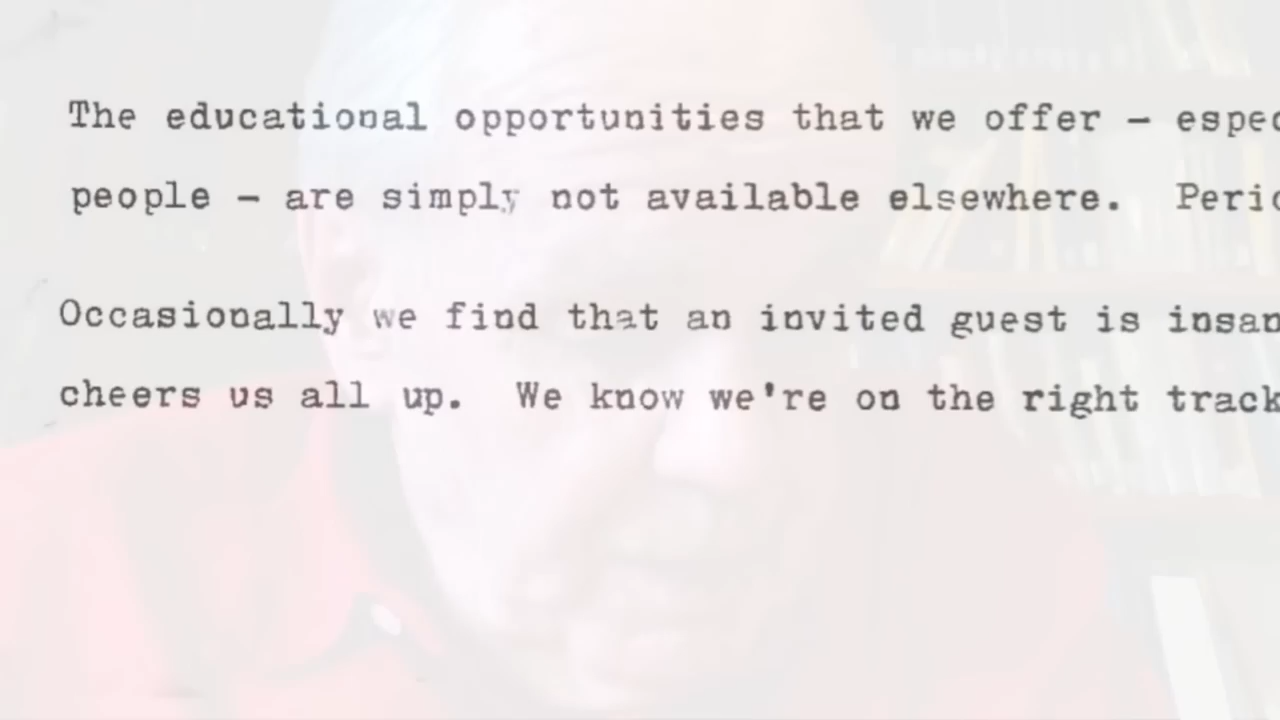 The educational opportunities that we offer - espec
people - are simply not available elsewhere. Peri
Occasionally we find that an invited guest is insan
cheers us all up. We know we're on the right track